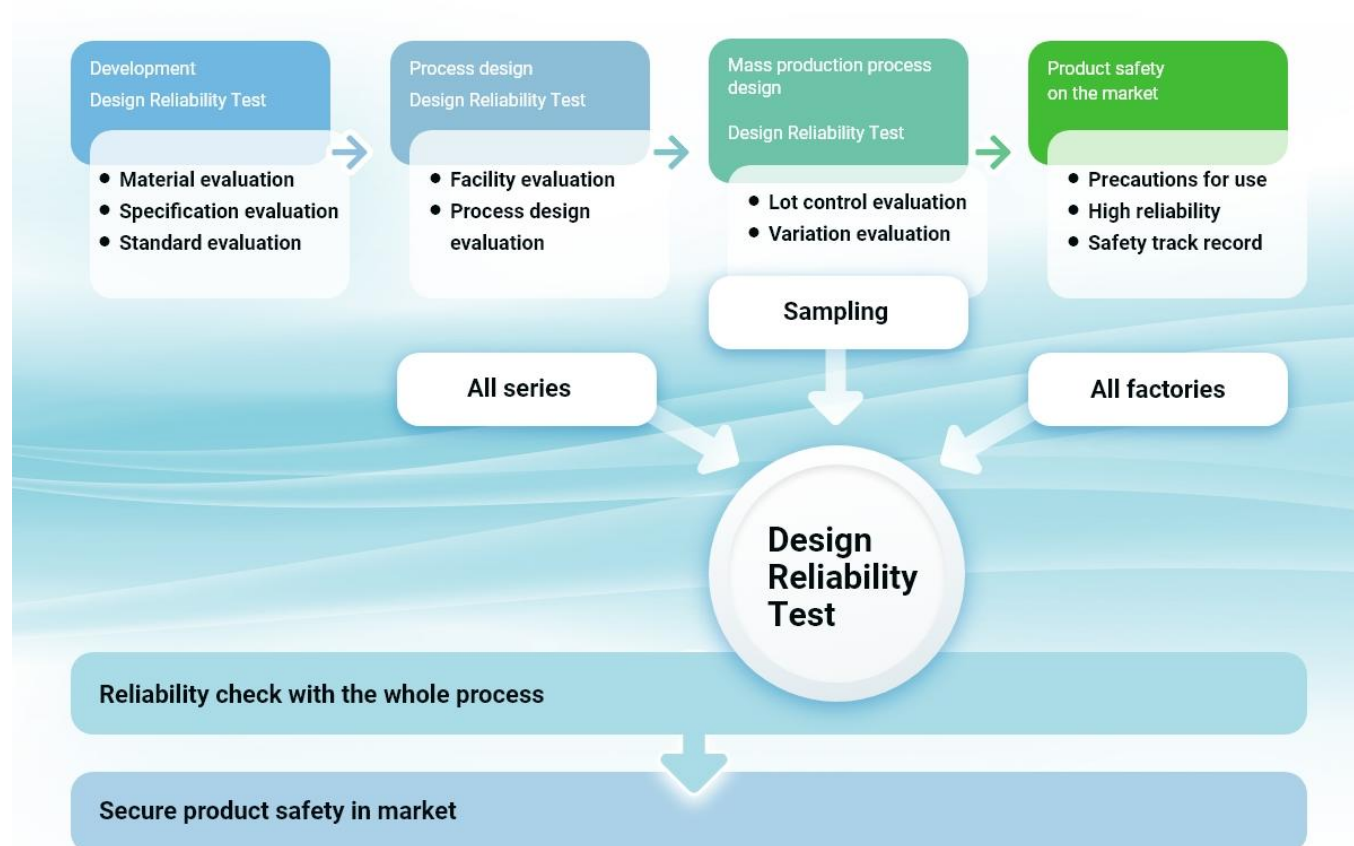 Development
Design Reliability Test
● Material evaluation
● Specification evaluation
● Standard evaluation
Process design
Design Reliability Test
● Facility evaluation
● Process design
evaluation
Mass production process
design
Design Reliability Test
● Lot control evaluation
● Variation evaluation
Product safety
on the market
● Precautions for use
● High reliability
● Safety track record
Sampling
All series
All factories
Design
Reliability
Test
Reliability check with the whole process
Secure product safety in market